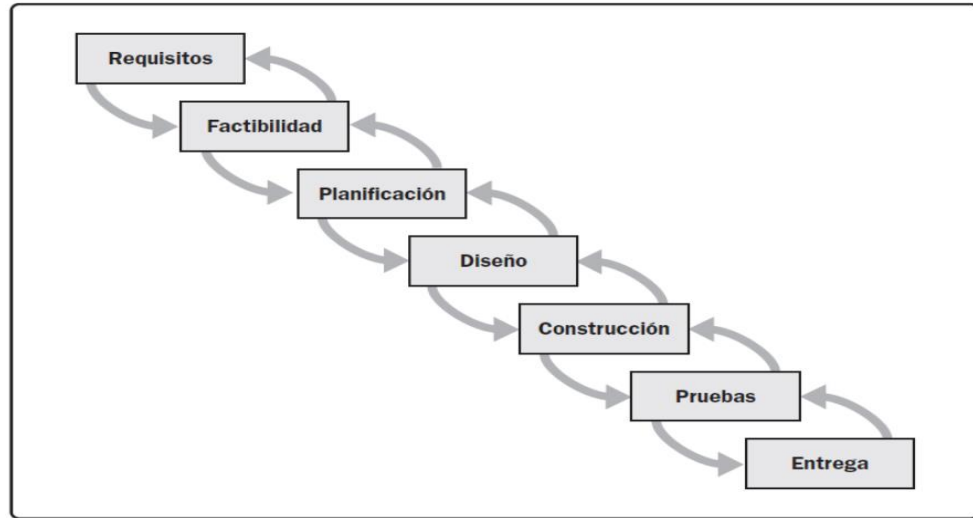 Requisitos
Factibilidad
Planificación
Diseño
Construcción
Pruebas
Entrega